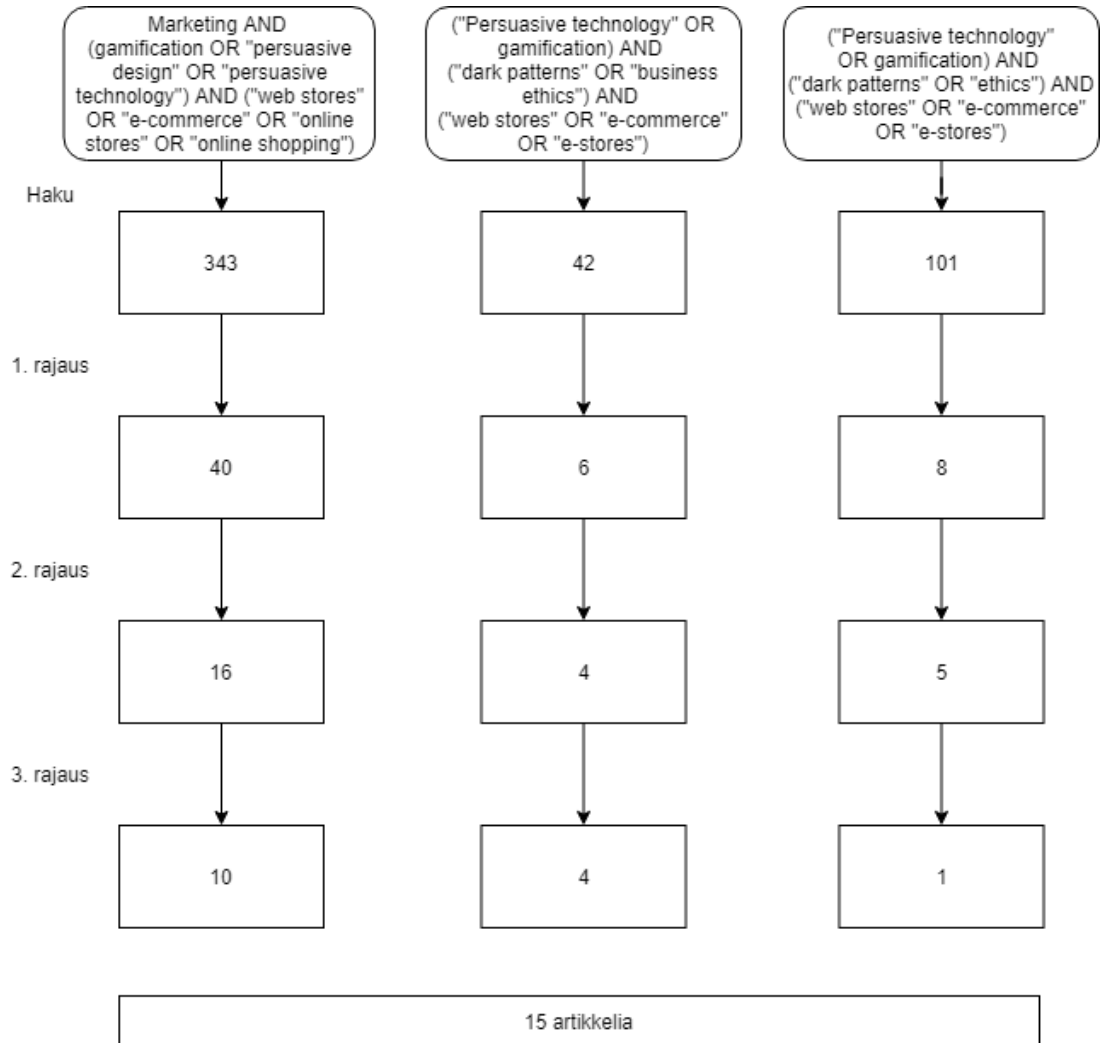 Marketing AND
(gamification OR "persuasive
design" OR "persuasive
technology") AND ("web stores"
OR "e-commerce" OR "online
stores" OR "online shopping")
("Persuasive technology" OR
gamification) AND
("dark patterns" OR "business
ethics") AND
("web stores" OR "e-commerce"
OR "e-stores")
("Persuasive technology"
OR gamification) AND
("dark patterns" OR "ethics") AND
("web stores" OR "e-commerce"
OR "e-stores")
Haku
343
42
101
1. rajaus
40
6
8
2. rajaus
16
4
5
3. rajaus
10
4
1
15 artikkelia